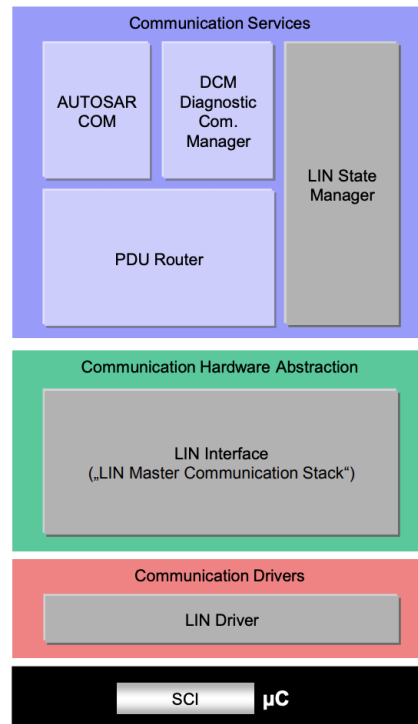 Communication Services
AUTOSAR
COM
DCM
Diagnostic
Com.
Manager
LIN State
Manager
PDU Router
Communication Hardware Abstraction
LIN Interface
(„LIN Master Communication Stack“)
Communication Drivers
LIN Driver
SCI
µC